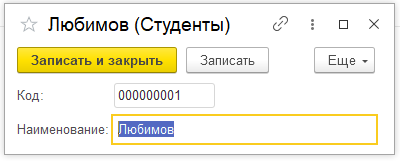 Любимов (Студенты)
Записать и закрыть Записать Еще
Код: 000000001
Наименование: Любимов